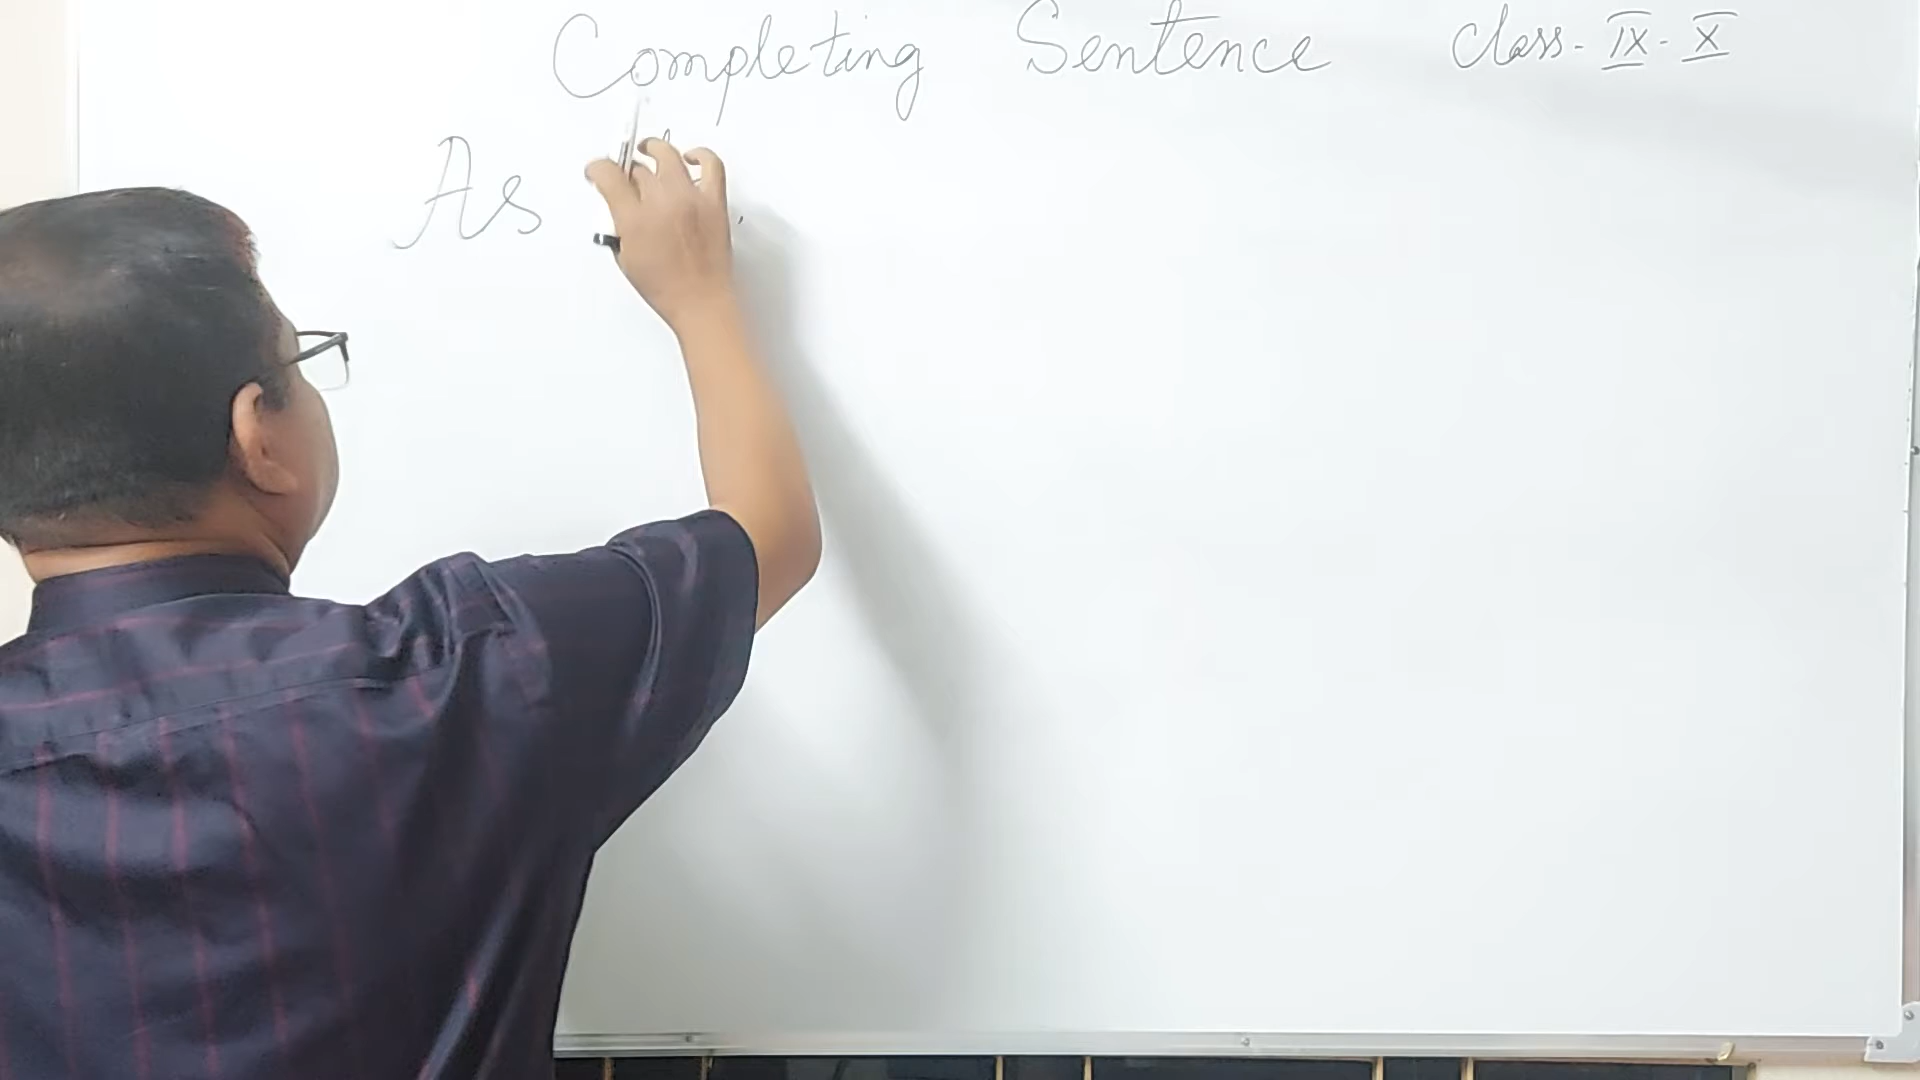 Completing Sentence Class - IX - X
As